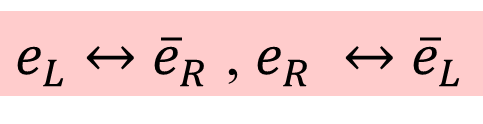 e_L ↔ ē_R , e_R ↔ ē_L